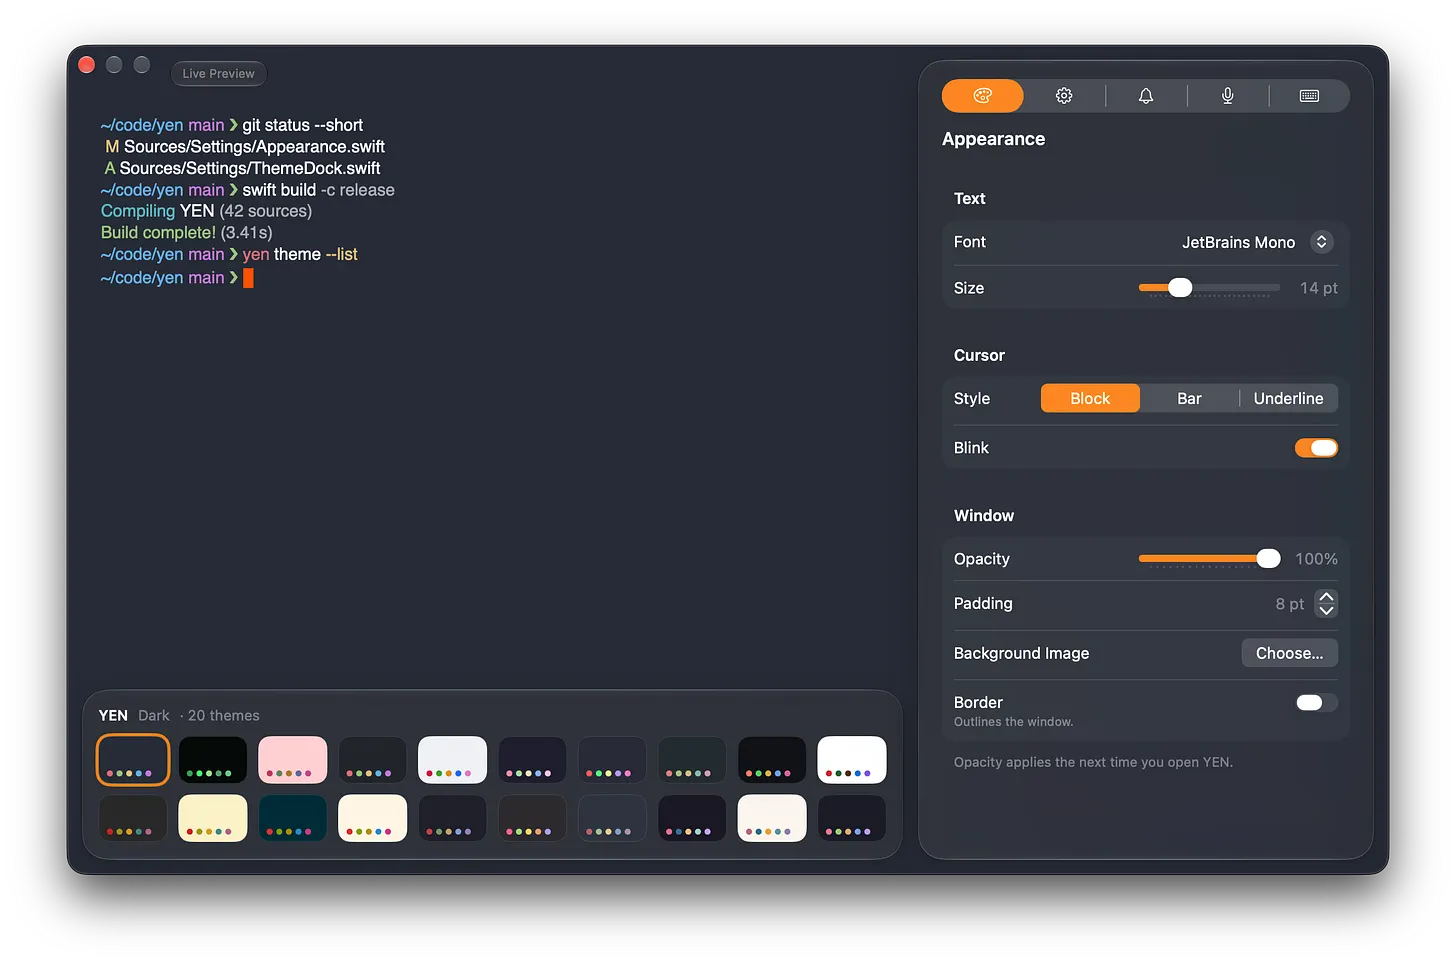 Live Preview
~/code/yen main ❯ git status --short
M Sources/Settings/Appearance.swift
A Sources/Settings/ThemeDock.swift
~/code/yen main ❯ swift build -c release
Compiling YEN (42 sources)
Build complete! (3.41s)
~/code/yen main ❯ yen theme --list
~/code/yen main ❯
YEN Dark · 20 themes
Appearance
Text
Font JetBrains Mono
Size 14 pt
Cursor
Style Block Bar Underline
Blink
Window
Opacity 100%
Padding 8 pt
Background Image Choose...
Border
Outlines the window.
Opacity applies the next time you open YEN.